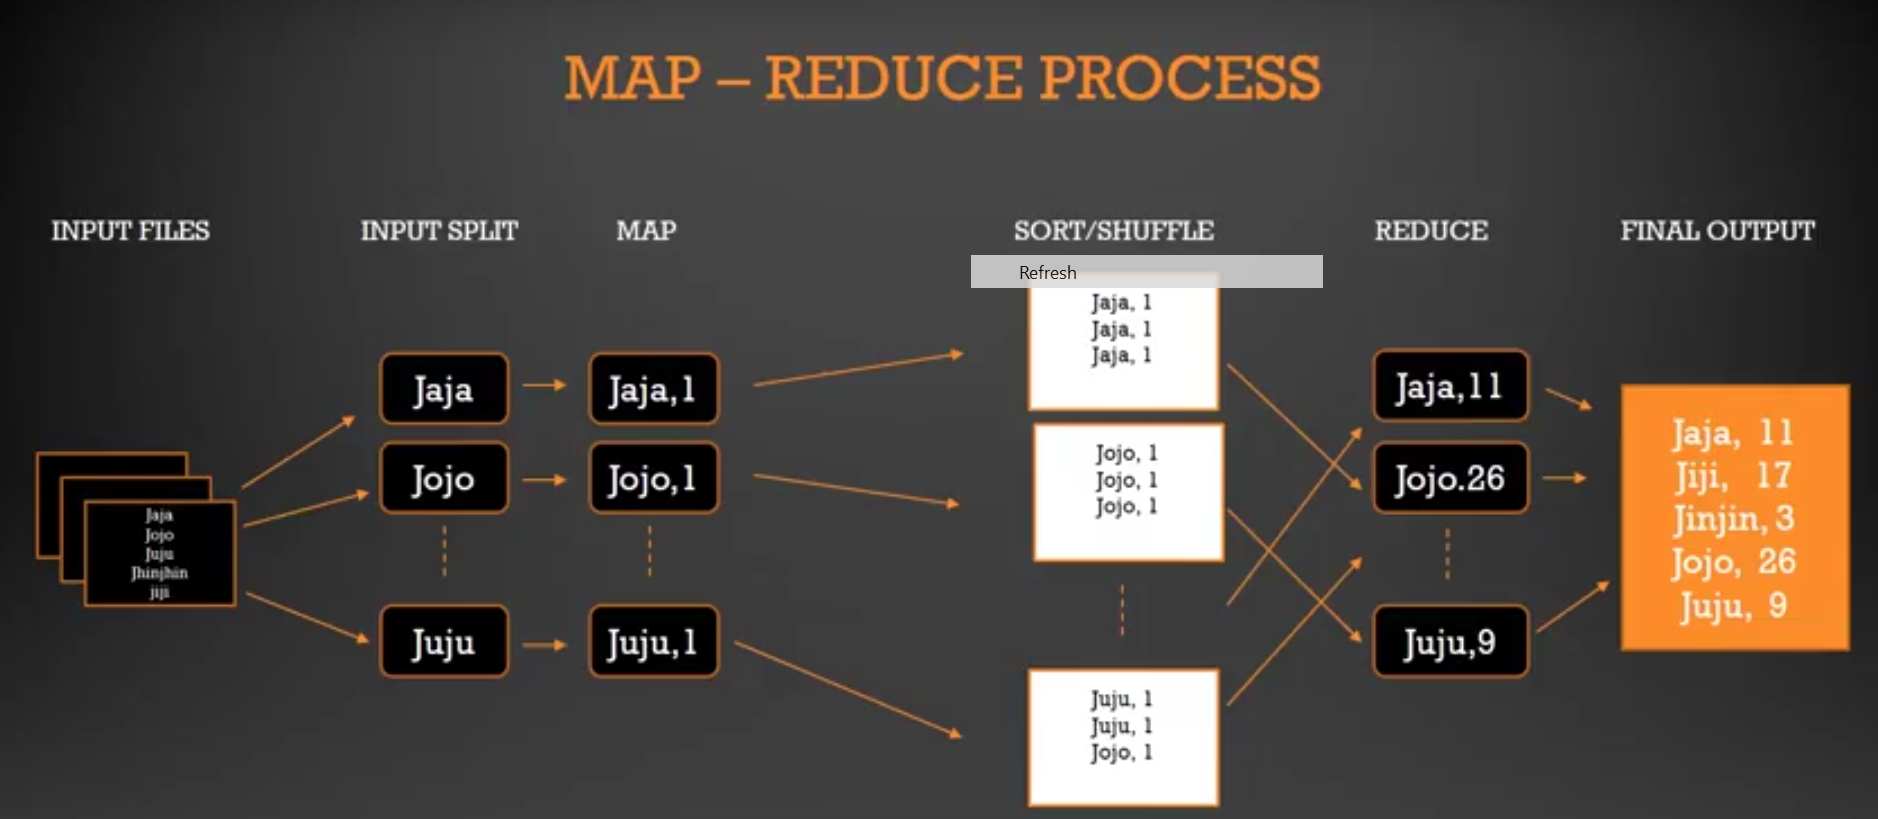 MAP – REDUCE PROCESS
INPUT FILES
INPUT SPLIT
MAP
SORT/SHUFFLE
REDUCE
FINAL OUTPUT
Refresh
Jaja
Jojo
Juju
Jhinjhin
jiji
Jaja
Jojo
Juju
Jaja,1
Jojo,1
Juju,1
Jaja, 1
Jaja, 1
Jaja, 1
Jojo, 1
Jojo, 1
Jojo, 1
Juju, 1
Juju, 1
Jojo, 1
Jaja,11
Jojo.26
Juju,9
Jaja, 11
Jiji, 17
Jinjin, 3
Jojo, 26
Juju, 9